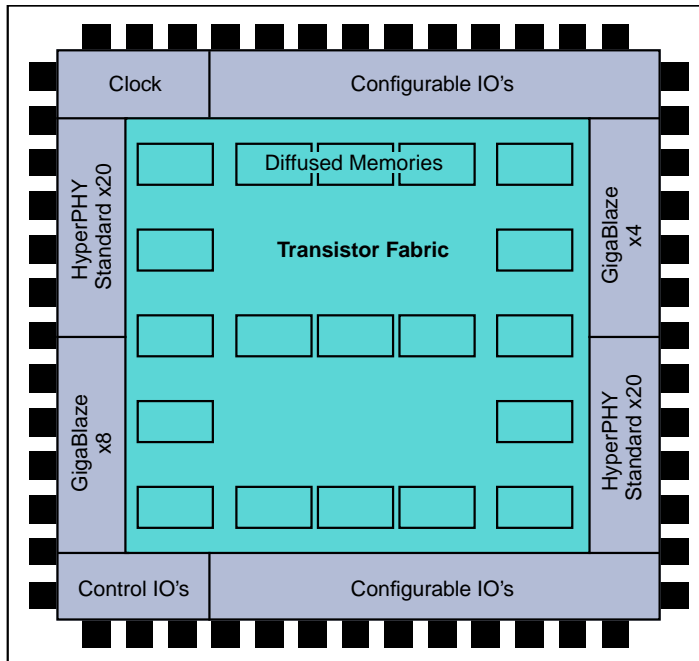 Clock
Configurable IO's
HyperPHY
Standard x20
Diffused Memories
GigaBlaze
x4
Transistor Fabric
GigaBlaze
x8
HyperPHY
Standard x20
Control IO's
Configurable IO's